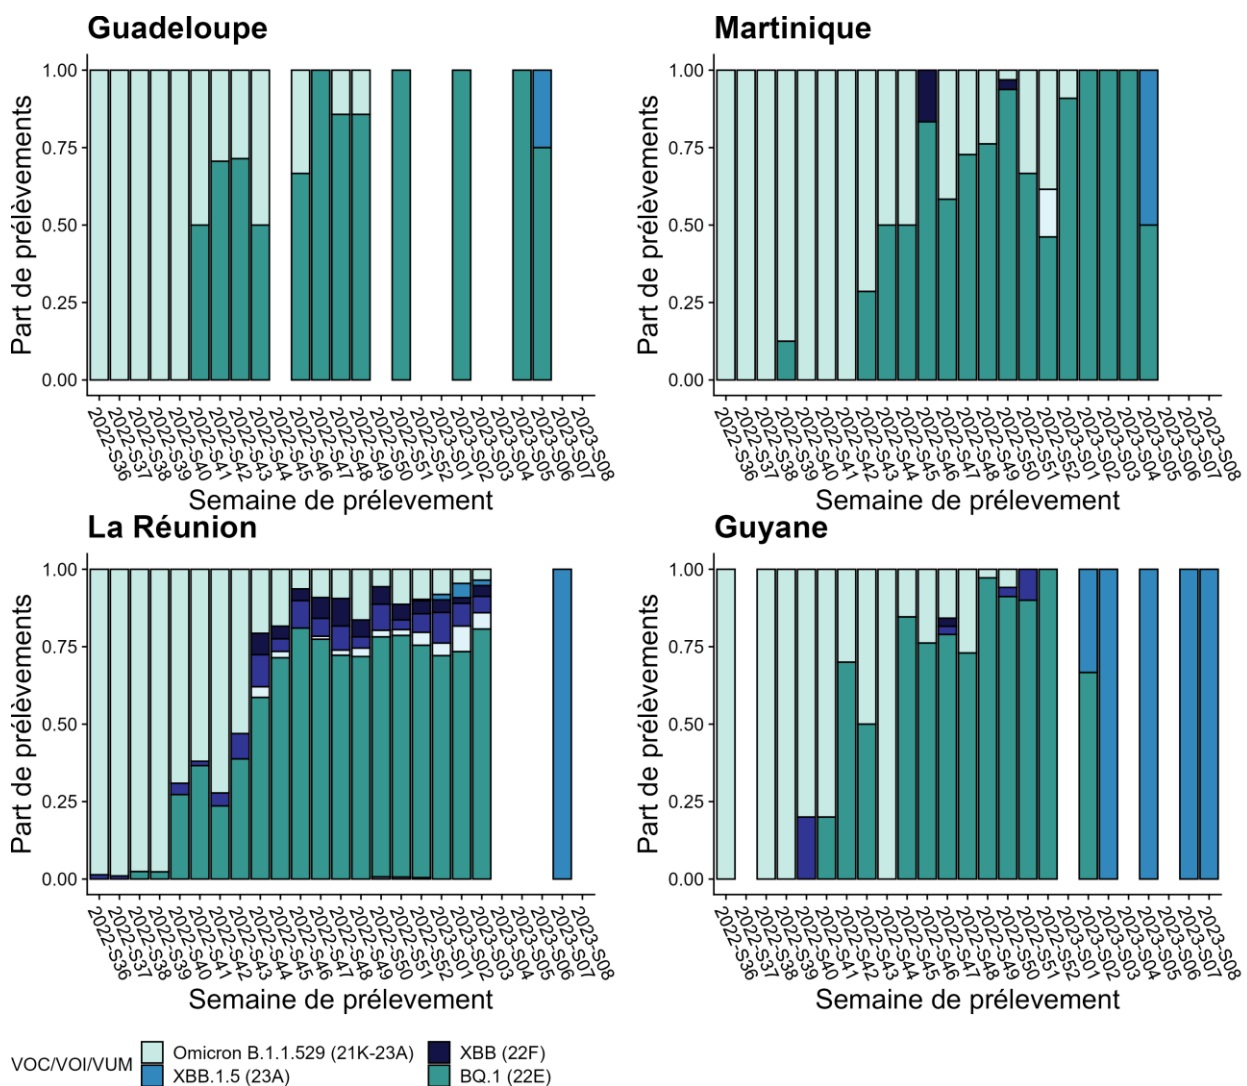 Guadeloupe
Part de prélèvements
1.00
0.75
0.50
0.25
0.00
2022-S36
2022-S37
2022-S38
2022-S39
2022-S40
2022-S41
2022-S42
2022-S43
2022-S44
2022-S45
2022-S46
2022-S47
2022-S48
2022-S49
2022-S50
2022-S51
2022-S52
2023-S01
2023-S02
2023-S03
2023-S04
2023-S05
2023-S06
2023-S07
2023-S08
Semaine de prélevement
Martinique
Part de prélèvements
1.00
0.75
0.50
0.25
0.00
2022-S36
2022-S37
2022-S38
2022-S39
2022-S40
2022-S41
2022-S42
2022-S43
2022-S44
2022-S45
2022-S46
2022-S47
2022-S48
2022-S49
2022-S50
2022-S51
2022-S52
2023-S01
2023-S02
2023-S03
2023-S04
2023-S05
2023-S06
2023-S07
2023-S08
Semaine de prélevement
La Réunion
Part de prélèvements
1.00
0.75
0.50
0.25
0.00
2022-S36
2022-S37
2022-S38
2022-S39
2022-S40
2022-S41
2022-S42
2022-S43
2022-S44
2022-S45
2022-S46
2022-S47
2022-S48
2022-S49
2022-S50
2022-S51
2022-S52
2023-S01
2023-S02
2023-S03
2023-S04
2023-S05
2023-S06
2023-S07
2023-S08
Semaine de prélevement
Guyane
Part de prélèvements
1.00
0.75
0.50
0.25
0.00
2022-S36
2022-S37
2022-S38
2022-S39
2022-S40
2022-S41
2022-S42
2022-S43
2022-S44
2022-S45
2022-S46
2022-S47
2022-S48
2022-S49
2022-S50
2022-S51
2022-S52
2023-S01
2023-S02
2023-S03
2023-S04
2023-S05
2023-S06
2023-S07
2023-S08
Semaine de prélevement
VOC/VOI/VUM
Omicron B.1.1.529 (21K-23A)
XBB (22F)
XBB.1.5 (23A)
BQ.1 (22E)